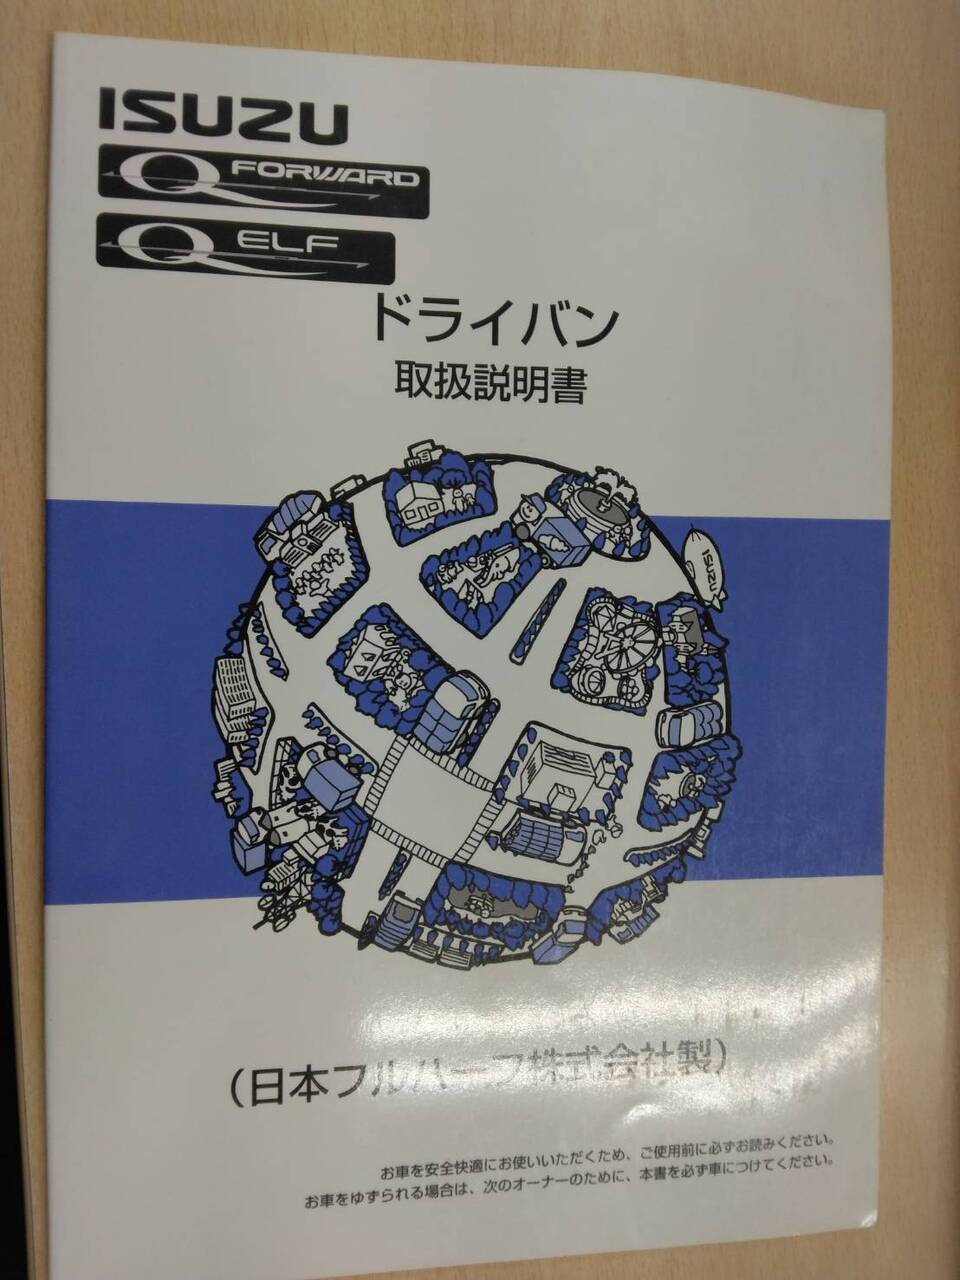 ISUZU
FORWARD
ELF
ドライバン
取扱説明書
ISUZU
(日本フルハーフ株式会社製)
お車を安全快適にお使いいただくため、ご使用前に必ずお読みください。
お車をゆずられる場合は、次のオーナーのために、本書を必ず車につけてください。